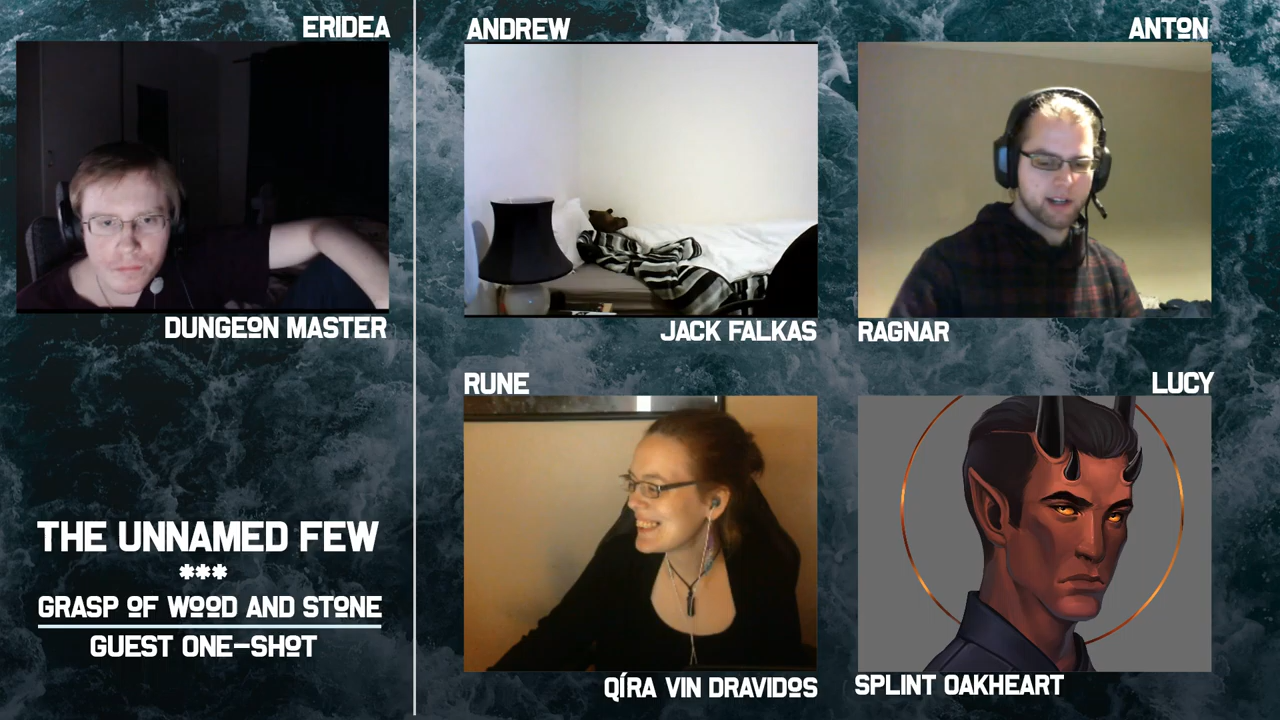 ERIDEA
DUNGEON MASTER
THE UNNAMED FEW
***
GRASP OF WOOD AND STONE
GUEST ONE-SHOT
ANDREW
JACK FALKAS
ANTON
RAGNAR
RUNE
QÍRA VIN DRAVIDOS
LUCY
SPLINT OAKHEART